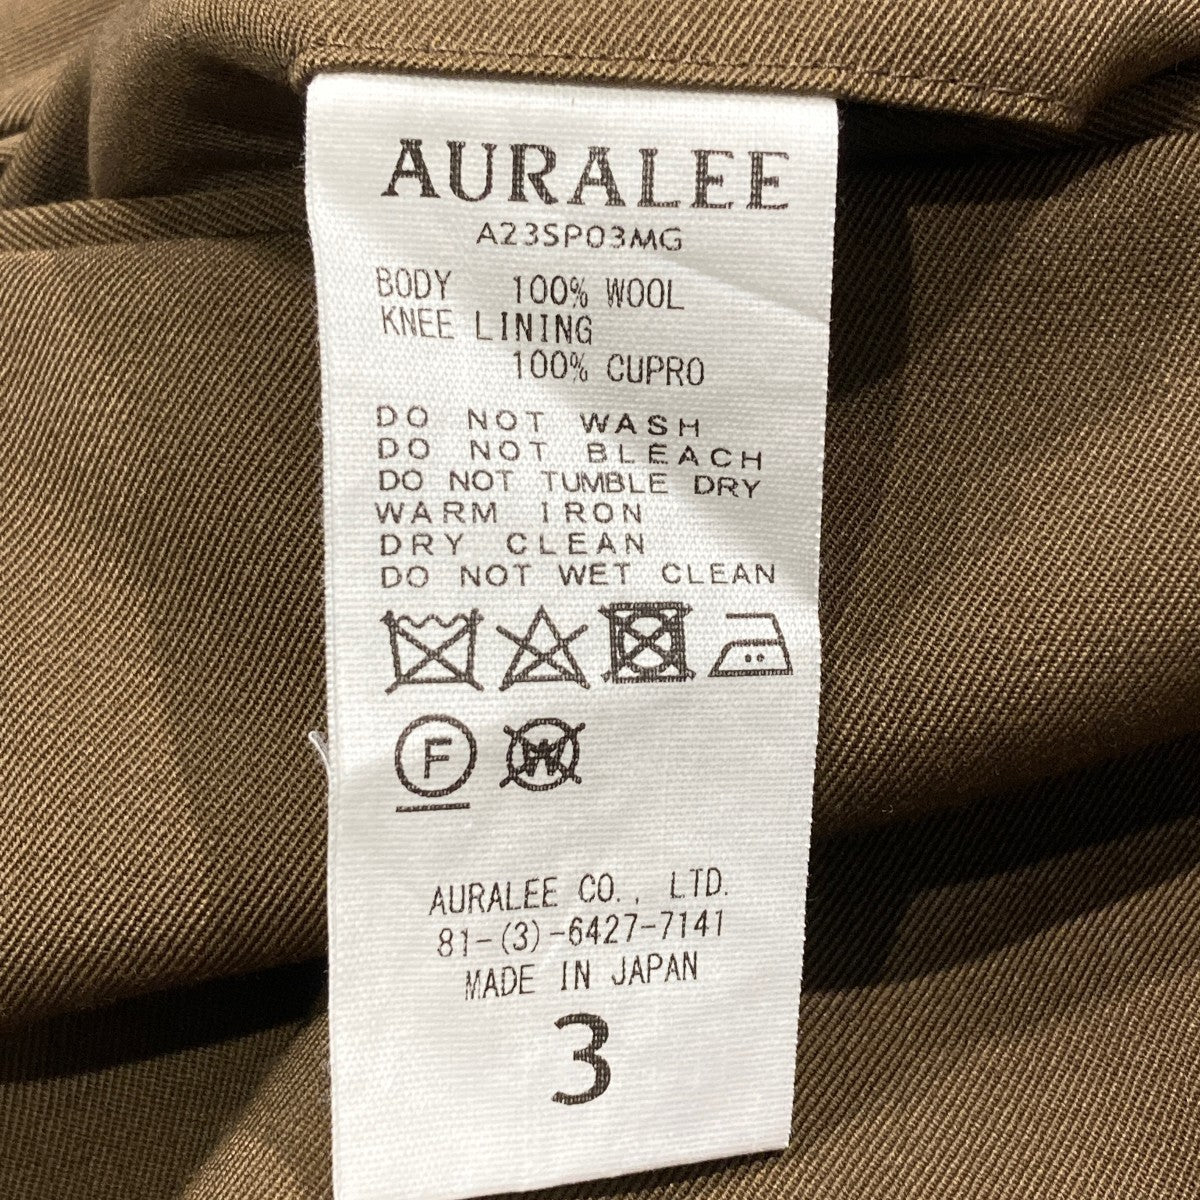 AURALEE
A23SP03MG
BODY 100% WOOL
KNEE LINING
100% CUPRO
DO NOT WASH
DO NOT BLEACH
DO NOT TUMBLE DRY
WARM IRON
DRY CLEAN
DO NOT WET CLEAN
F W
AURALEE CO., LTD.
81-(3)-6427-7141
MADE IN JAPAN
3